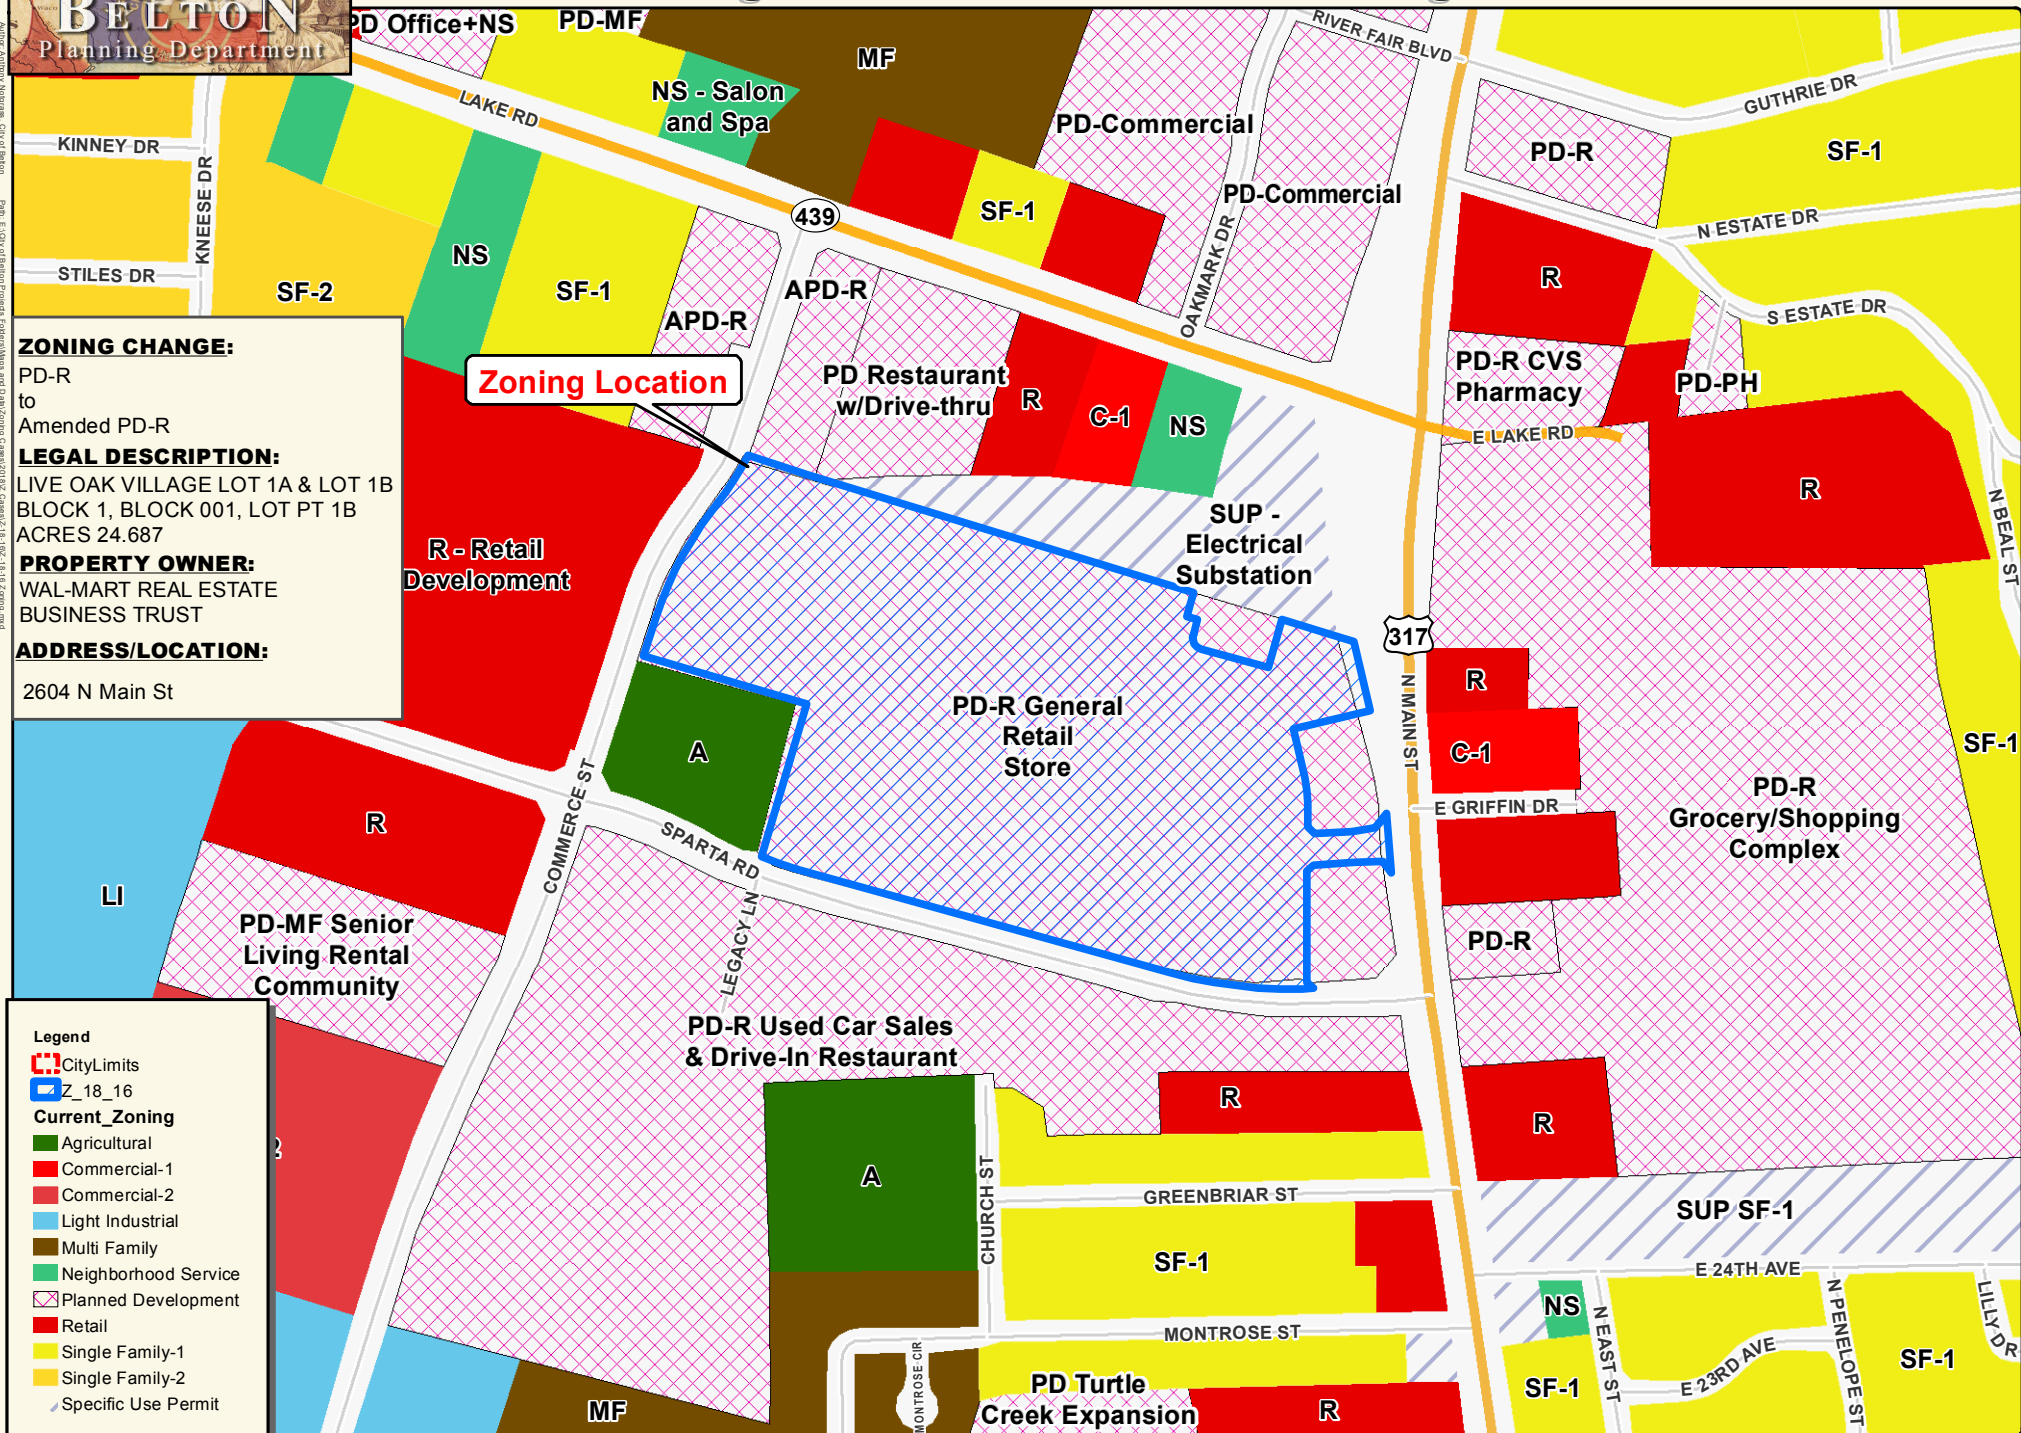 BELTON
Planning Department
PD Office+NS
PD-MF
MF
RIVER FAIR BLVD
GUTHRIE DR
LAKE RD
NS - Salon
and Spa
PD-Commercial
PD-R
SF-1
KINNEY DR
KNEESE DR
439
SF-1
PD-Commercial
OAKMARK DR
N ESTATE DR
STILES DR
SF-2
NS
SF-1
APD-R
APD-R
R
S ESTATE DR
ZONING CHANGE:
PD-R
to
Amended PD-R
LEGAL DESCRIPTION:
LIVE OAK VILLAGE LOT 1A & LOT 1B
BLOCK 1, BLOCK 001, LOT PT 1B
ACRES 24.687
PROPERTY OWNER:
WAL-MART REAL ESTATE
BUSINESS TRUST
ADDRESS/LOCATION:
2604 N Main St
Zoning Location
PD Restaurant
w/Drive-thru
R
C-1
NS
PD-R CVS
Pharmacy
PD-PH
E LAKE RD
R
N BEAL ST
R - Retail
Development
SUP -
Electrical
Substation
317
N MAIN ST
R
C-1
E GRIFFIN DR
SF-1
PD-R General
Retail
Store
A
PD-R
Grocery/Shopping
Complex
R
COMMERCE ST
SPARTA RD
LEGACY LN
LI
PD-MF Senior
Living Rental
Community
PD-R
PD-R Used Car Sales
& Drive-In Restaurant
R
R
A
CHURCH ST
GREENBRIAR ST
SUP SF-1
SF-1
E 24TH AVE
MONTROSE ST
MONTROSE CIR
NS
N EAST ST
E 23RD AVE
N PENELOPE ST
LILLY DR
SF-1
SF-1
PD Turtle
Creek Expansion
R
MF
Legend
CityLimits
Z_18_16
Current_Zoning
Agricultural
Commercial-1
Commercial-2
Light Industrial
Multi Family
Neighborhood Service
Planned Development
Retail
Single Family-1
Single Family-2
Specific Use Permit